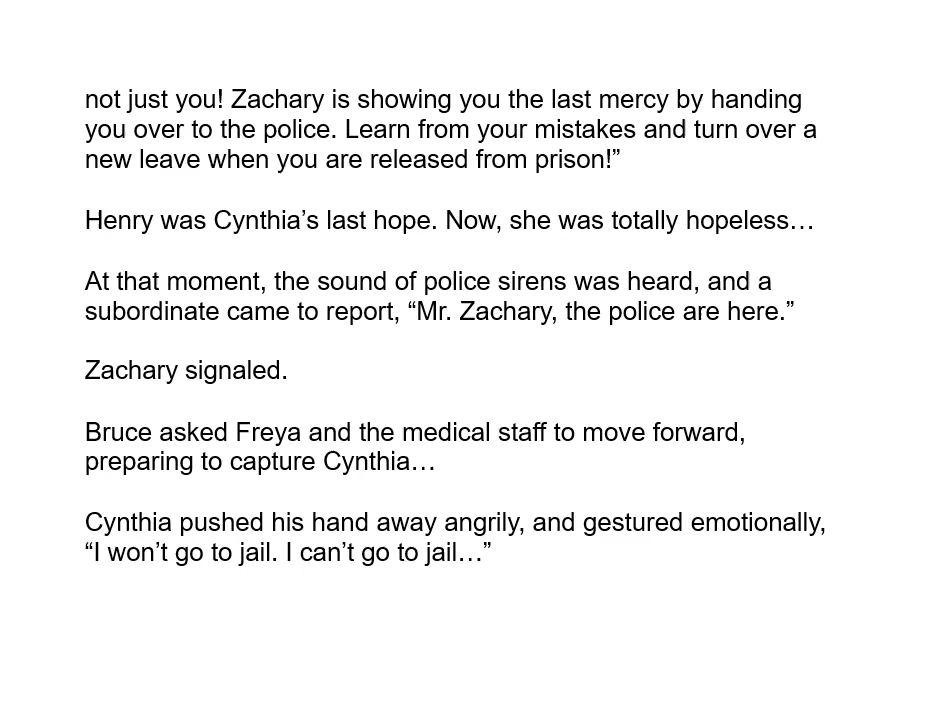 not just you! Zachary is showing you the last mercy by handing
you over to the police. Learn from your mistakes and turn over a
new leave when you are released from prison!”
Henry was Cynthia’s last hope. Now, she was totally hopeless…
At that moment, the sound of police sirens was heard, and a
subordinate came to report, “Mr. Zachary, the police are here.”
Zachary signaled.
Bruce asked Freya and the medical staff to move forward,
preparing to capture Cynthia…
Cynthia pushed his hand away angrily, and gestured emotionally,
“I won’t go to jail. I can’t go to jail…”